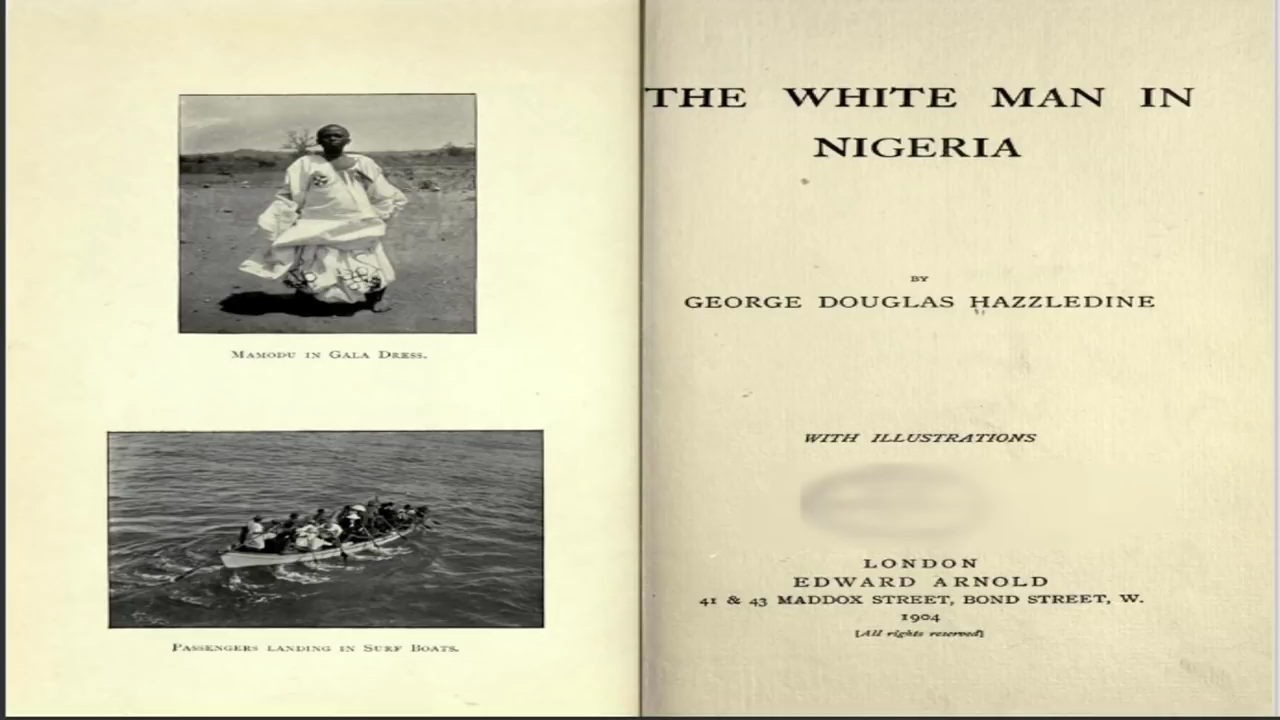 MAMODU IN GALA DRESS.
PASSENGERS LANDING IN SURF BOATS.
THE WHITE MAN IN
NIGERIA
BY
GEORGE DOUGLAS HAZZLEDINE
WITH ILLUSTRATIONS
LONDON
EDWARD ARNOLD
41 & 43 MADDOX STREET, BOND STREET, W.
1904
[All rights reserved]